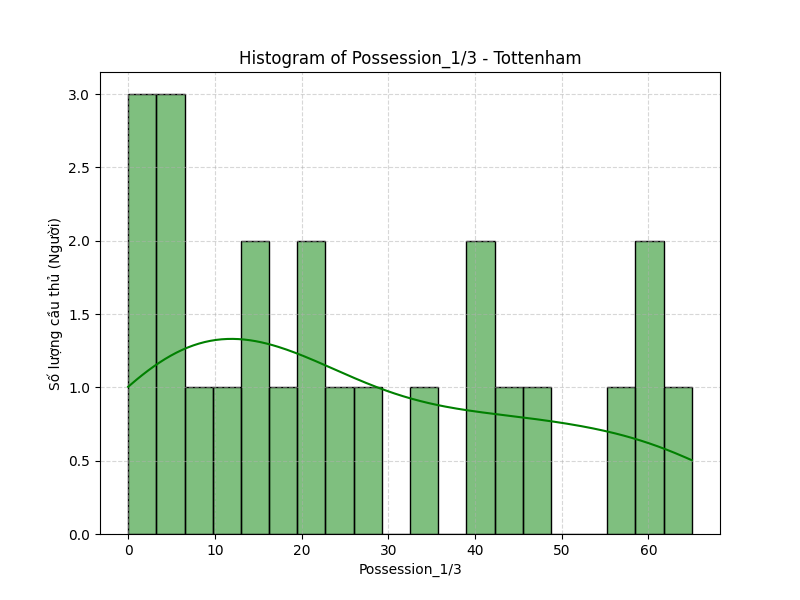 Histogram of Possession_1/3 - Tottenham
Số lượng cầu thủ (Người)
3.0
2.5
2.0
1.5
1.0
0.5
0.0
0 10 20 30 40 50 60
Possession_1/3